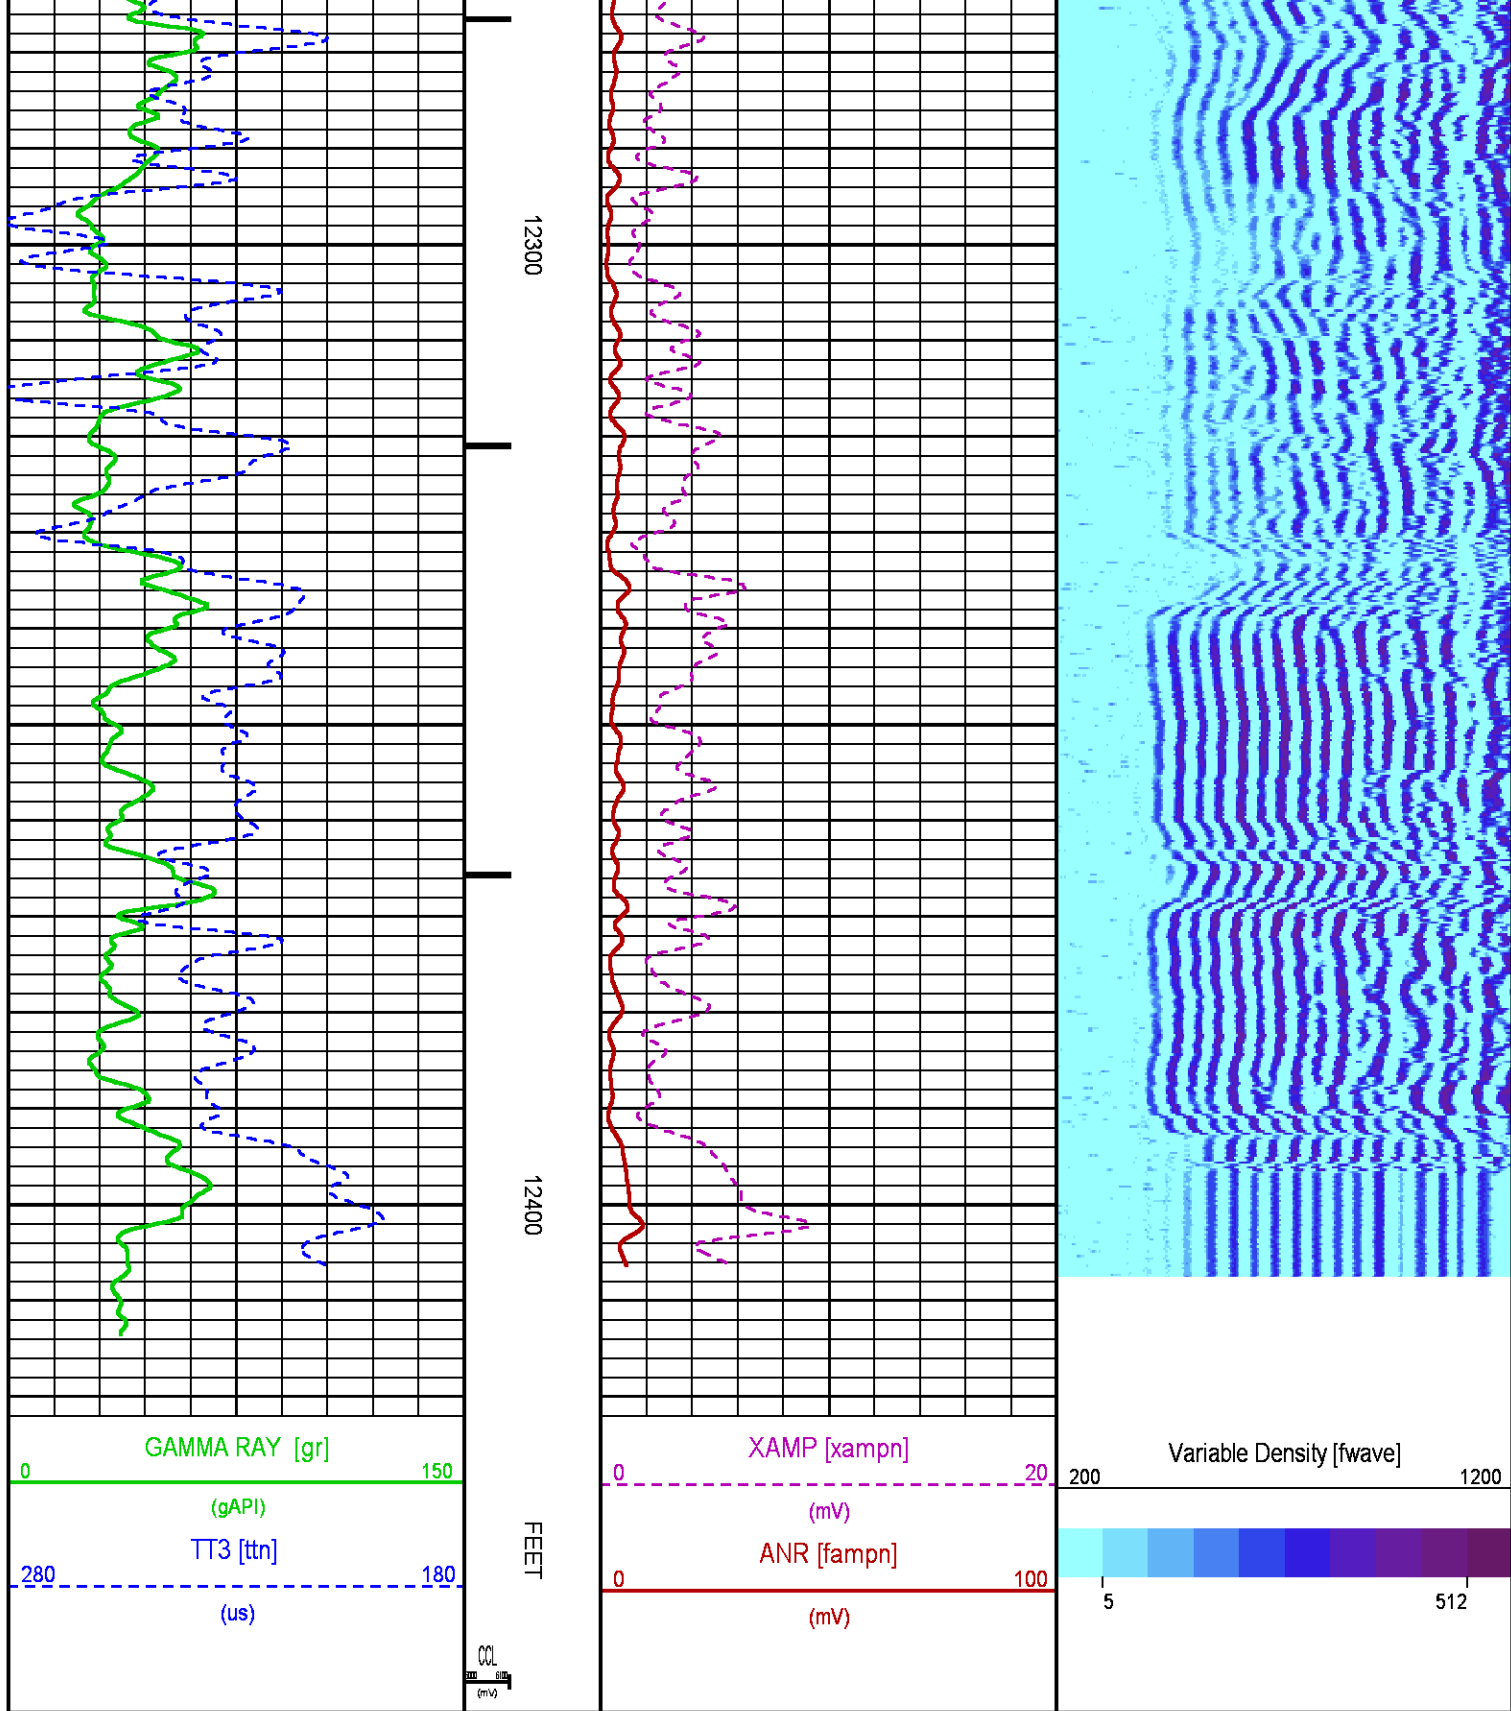 12300
12400
FEET
GAMMA RAY [gr]
0 150
(gAPI)
TT3 [ttn]
280 180
(us)
CCL
(mV)
XAMP [xampn]
0 20
(mV)
ANR [fampn]
0 100
(mV)
Variable Density [fwave]
200 1200
5 512